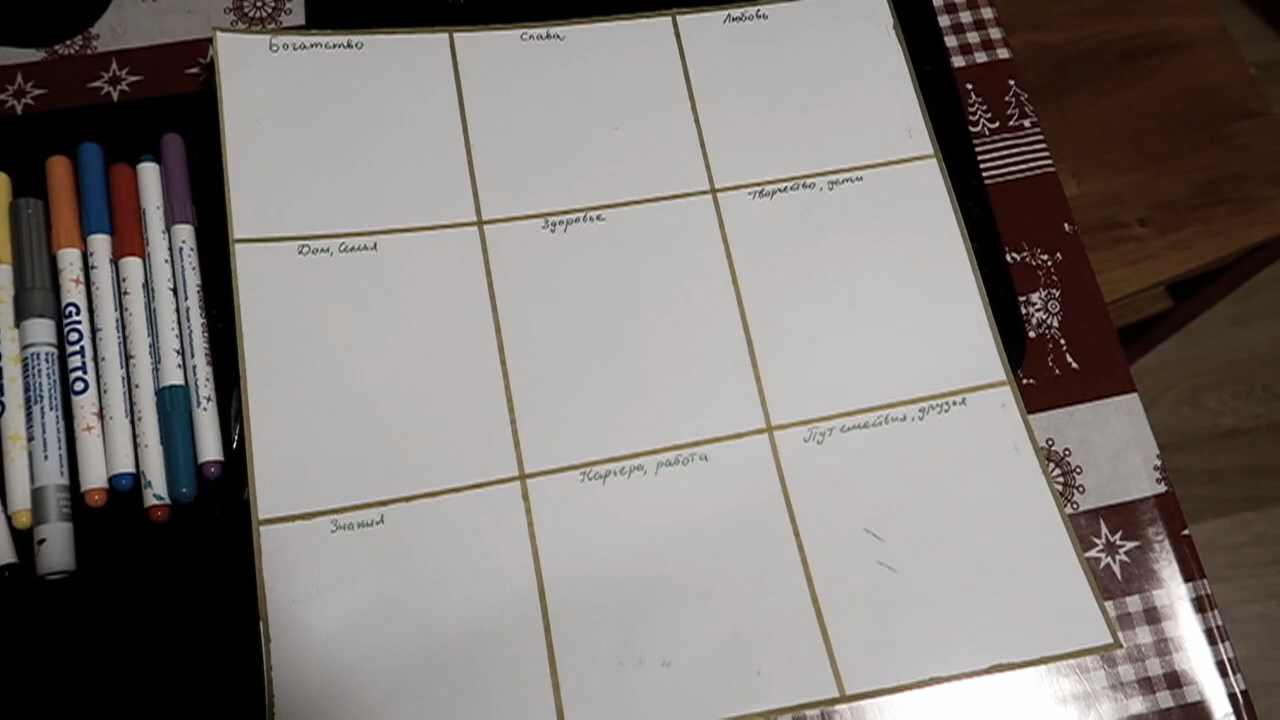 Богатство
Слава
Любовь
Дом, Семья
Здоровье
Творчество, дети
Знания
Карьера, работа
Путешествия, друзья
GIOTTO